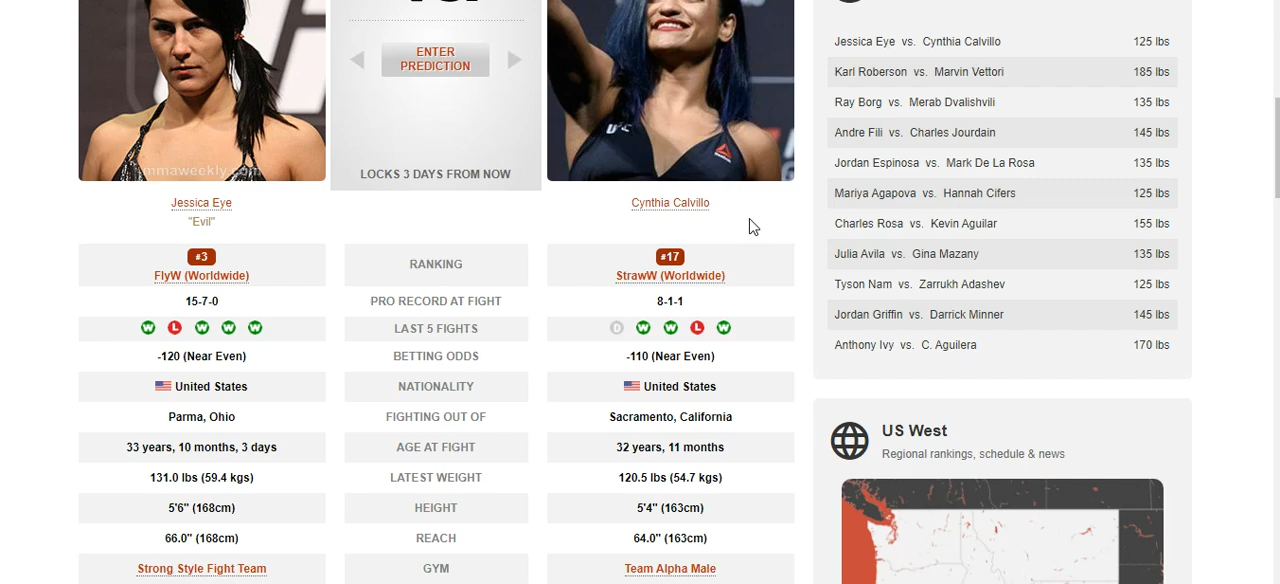 ENTER
PREDICTION
LOCKS 3 DAYS FROM NOW
mmaweekly.com
Jessica Eye
"Evil"
Cynthia Calvillo
#3
FlyW (Worldwide)
RANKING
#17
StrawW (Worldwide)
15-7-0 PRO RECORD AT FIGHT 8-1-1
W L W W W LAST 5 FIGHTS D W W L W
-120 (Near Even) BETTING ODDS -110 (Near Even)
United States NATIONALITY United States
Parma, Ohio FIGHTING OUT OF Sacramento, California
33 years, 10 months, 3 days AGE AT FIGHT 32 years, 11 months
131.0 lbs (59.4 kgs) LATEST WEIGHT 120.5 lbs (54.7 kgs)
5'6" (168cm) HEIGHT 5'4" (163cm)
66.0" (168cm) REACH 64.0" (163cm)
Strong Style Fight Team GYM Team Alpha Male
Jessica Eye vs. Cynthia Calvillo 125 lbs
Karl Roberson vs. Marvin Vettori 185 lbs
Ray Borg vs. Merab Dvalishvili 135 lbs
Andre Fili vs. Charles Jourdain 145 lbs
Jordan Espinosa vs. Mark De La Rosa 135 lbs
Mariya Agapova vs. Hannah Cifers 125 lbs
Charles Rosa vs. Kevin Aguilar 155 lbs
Julia Avila vs. Gina Mazany 135 lbs
Tyson Nam vs. Zarrukh Adashev 125 lbs
Jordan Griffin vs. Darrick Minner 145 lbs
Anthony Ivy vs. C. Aguilera 170 lbs
US West
Regional rankings, schedule & news